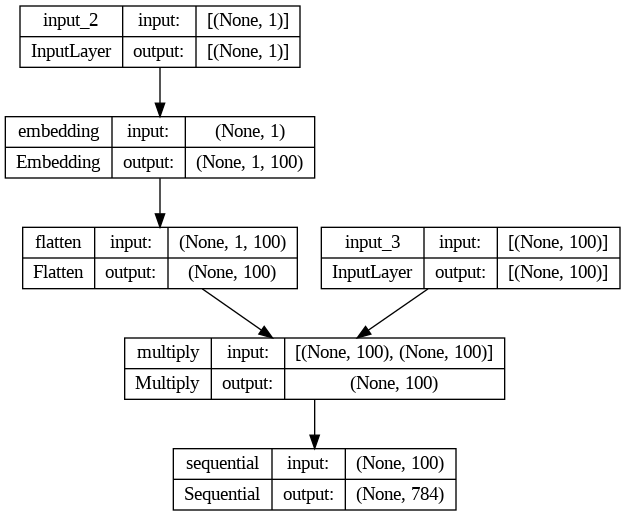 input_2 input: [(None, 1)]
InputLayer output: [(None, 1)]
embedding input: (None, 1)
Embedding output: (None, 1, 100)
flatten input: (None, 1, 100)
Flatten output: (None, 100)
input_3 input: [(None, 100)]
InputLayer output: [(None, 100)]
multiply input: [(None, 100), (None, 100)]
Multiply output: (None, 100)
sequential input: (None, 100)
Sequential output: (None, 784)